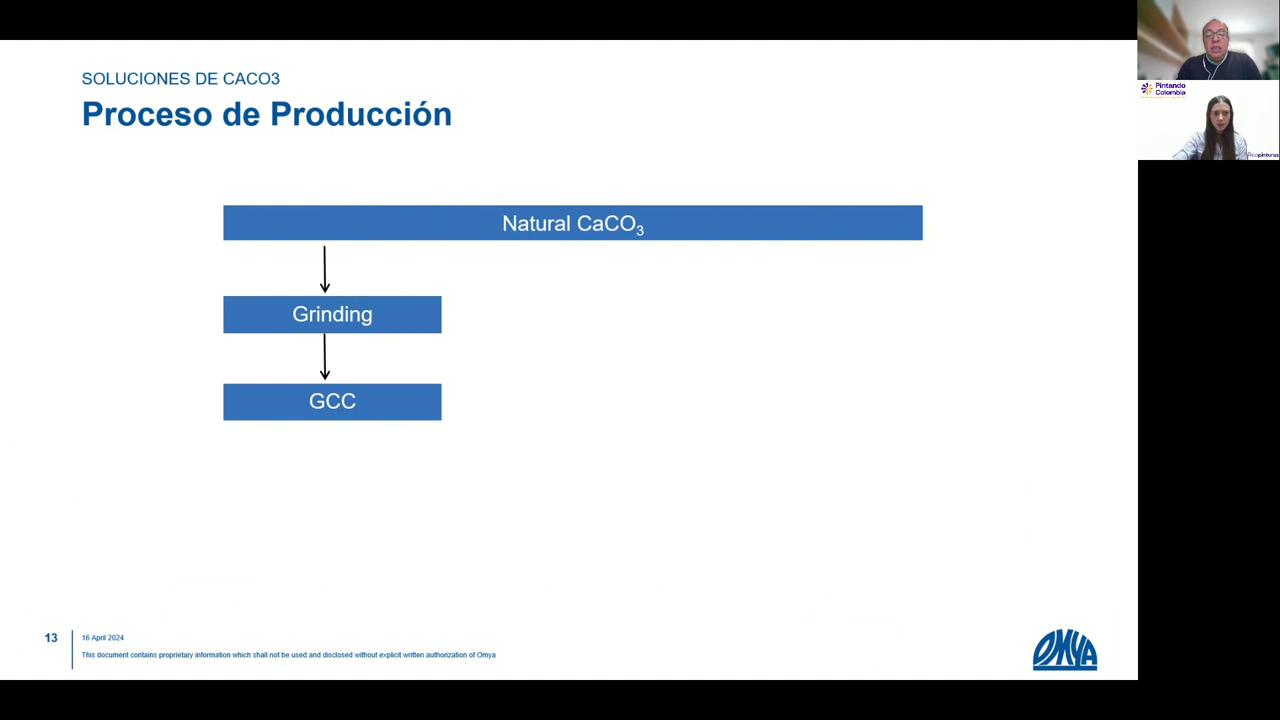 SOLUCIONES DE CACO3
Proceso de Producción
Natural CaCO₃
Grinding
GCC
13
16 April 2024
This document contains proprietary information which shall not be used and disclosed without explicit written authorization of Omya
OMYA
Pintando
Colombia
Acopinturas